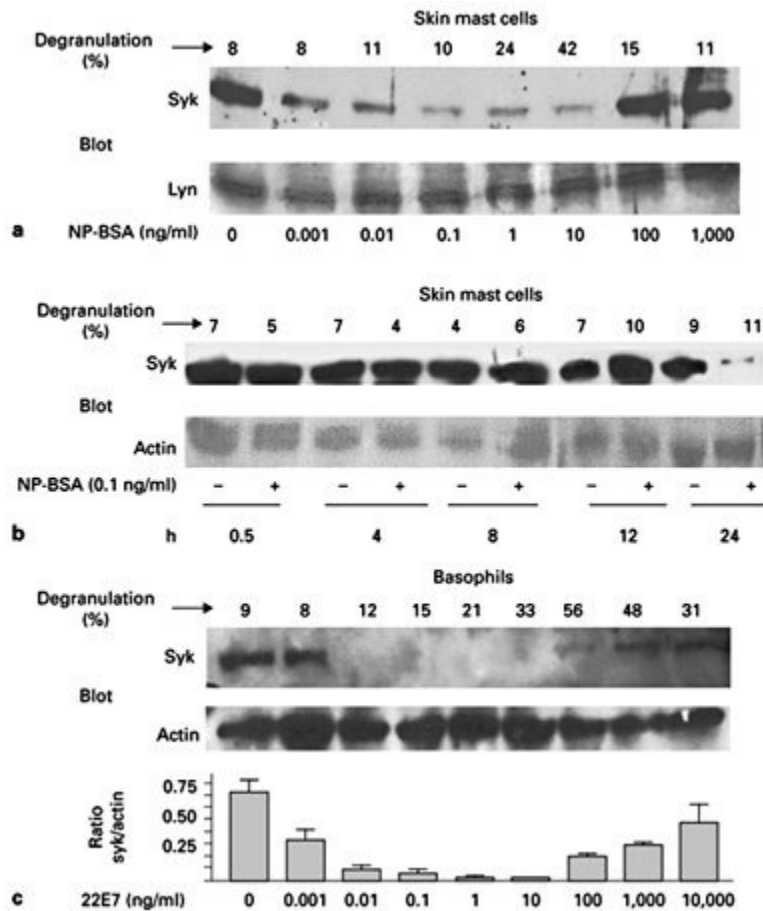 Skin mast cells
Degranulation (%) → 8 8 11 10 24 42 15 11
Syk
Blot
Lyn
a NP-BSA (ng/ml) 0 0.001 0.01 0.1 1 10 100 1,000
Skin mast cells
Degranulation (%) → 7 5 7 4 4 6 7 10 9 11
Syk
Blot
Actin
NP-BSA (0.1 ng/ml) – + – + – + – + – +
b h 0.5 4 8 12 24
Basophils
Degranulation (%) → 9 8 12 15 21 33 56 48 31
Syk
Blot
Actin
Ratio syk/actin
0.75
0.50
0.25
c 22E7 (ng/ml) 0 0.001 0.01 0.1 1 10 100 1,000 10,000